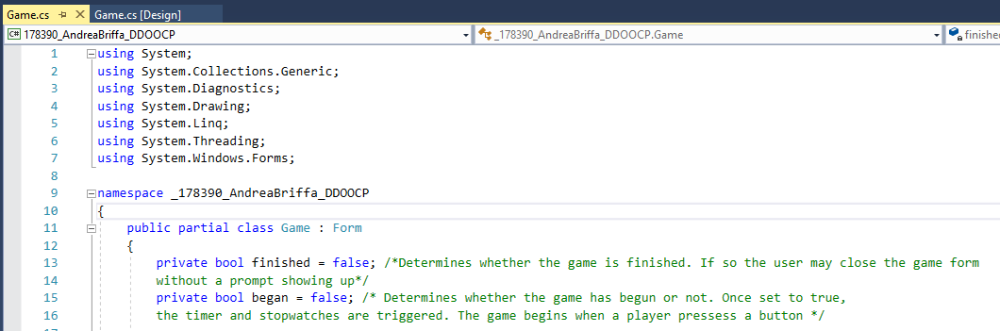 Game.cs Game.cs [Design]
C# 178390_AndreaBriffa_DDOOCP _178390_AndreaBriffa_DDOOCP.Game finished
1 using System;
2 using System.Collections.Generic;
3 using System.Diagnostics;
4 using System.Drawing;
5 using System.Linq;
6 using System.Threading;
7 using System.Windows.Forms;
8
9 namespace _178390_AndreaBriffa_DDOOCP
10 {
11 public partial class Game : Form
12 {
13 private bool finished = false; /*Determines whether the game is finished. If so the user may close the game form
14 without a prompt showing up*/
15 private bool began = false; /* Determines whether the game has begun or not. Once set to true,
16 the timer and stopwatches are triggered. The game begins when a player pressess a button */